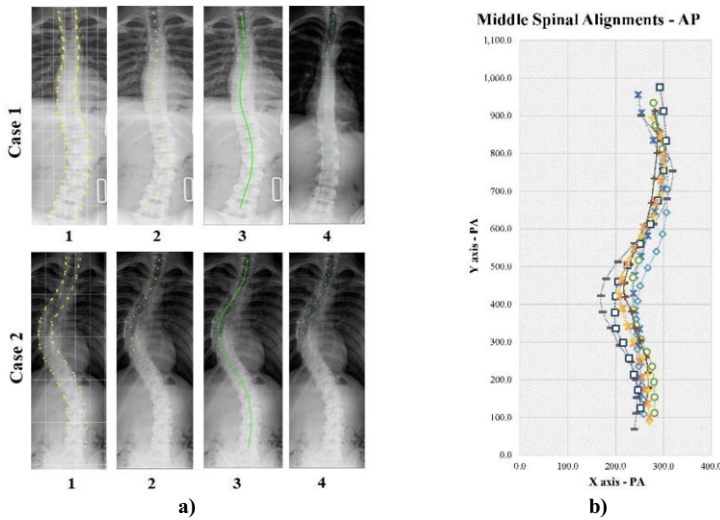 Case 1
1 2 3 4
Case 2
1 2 3 4
a)
Middle Spinal Alignments - AP
Y axis - PA
1,100.0
1,000.0
900.0
800.0
700.0
600.0
500.0
400.0
300.0
200.0
100.0
0.0
0.0 100.0 200.0 300.0 400.0
X axis - PA
b)